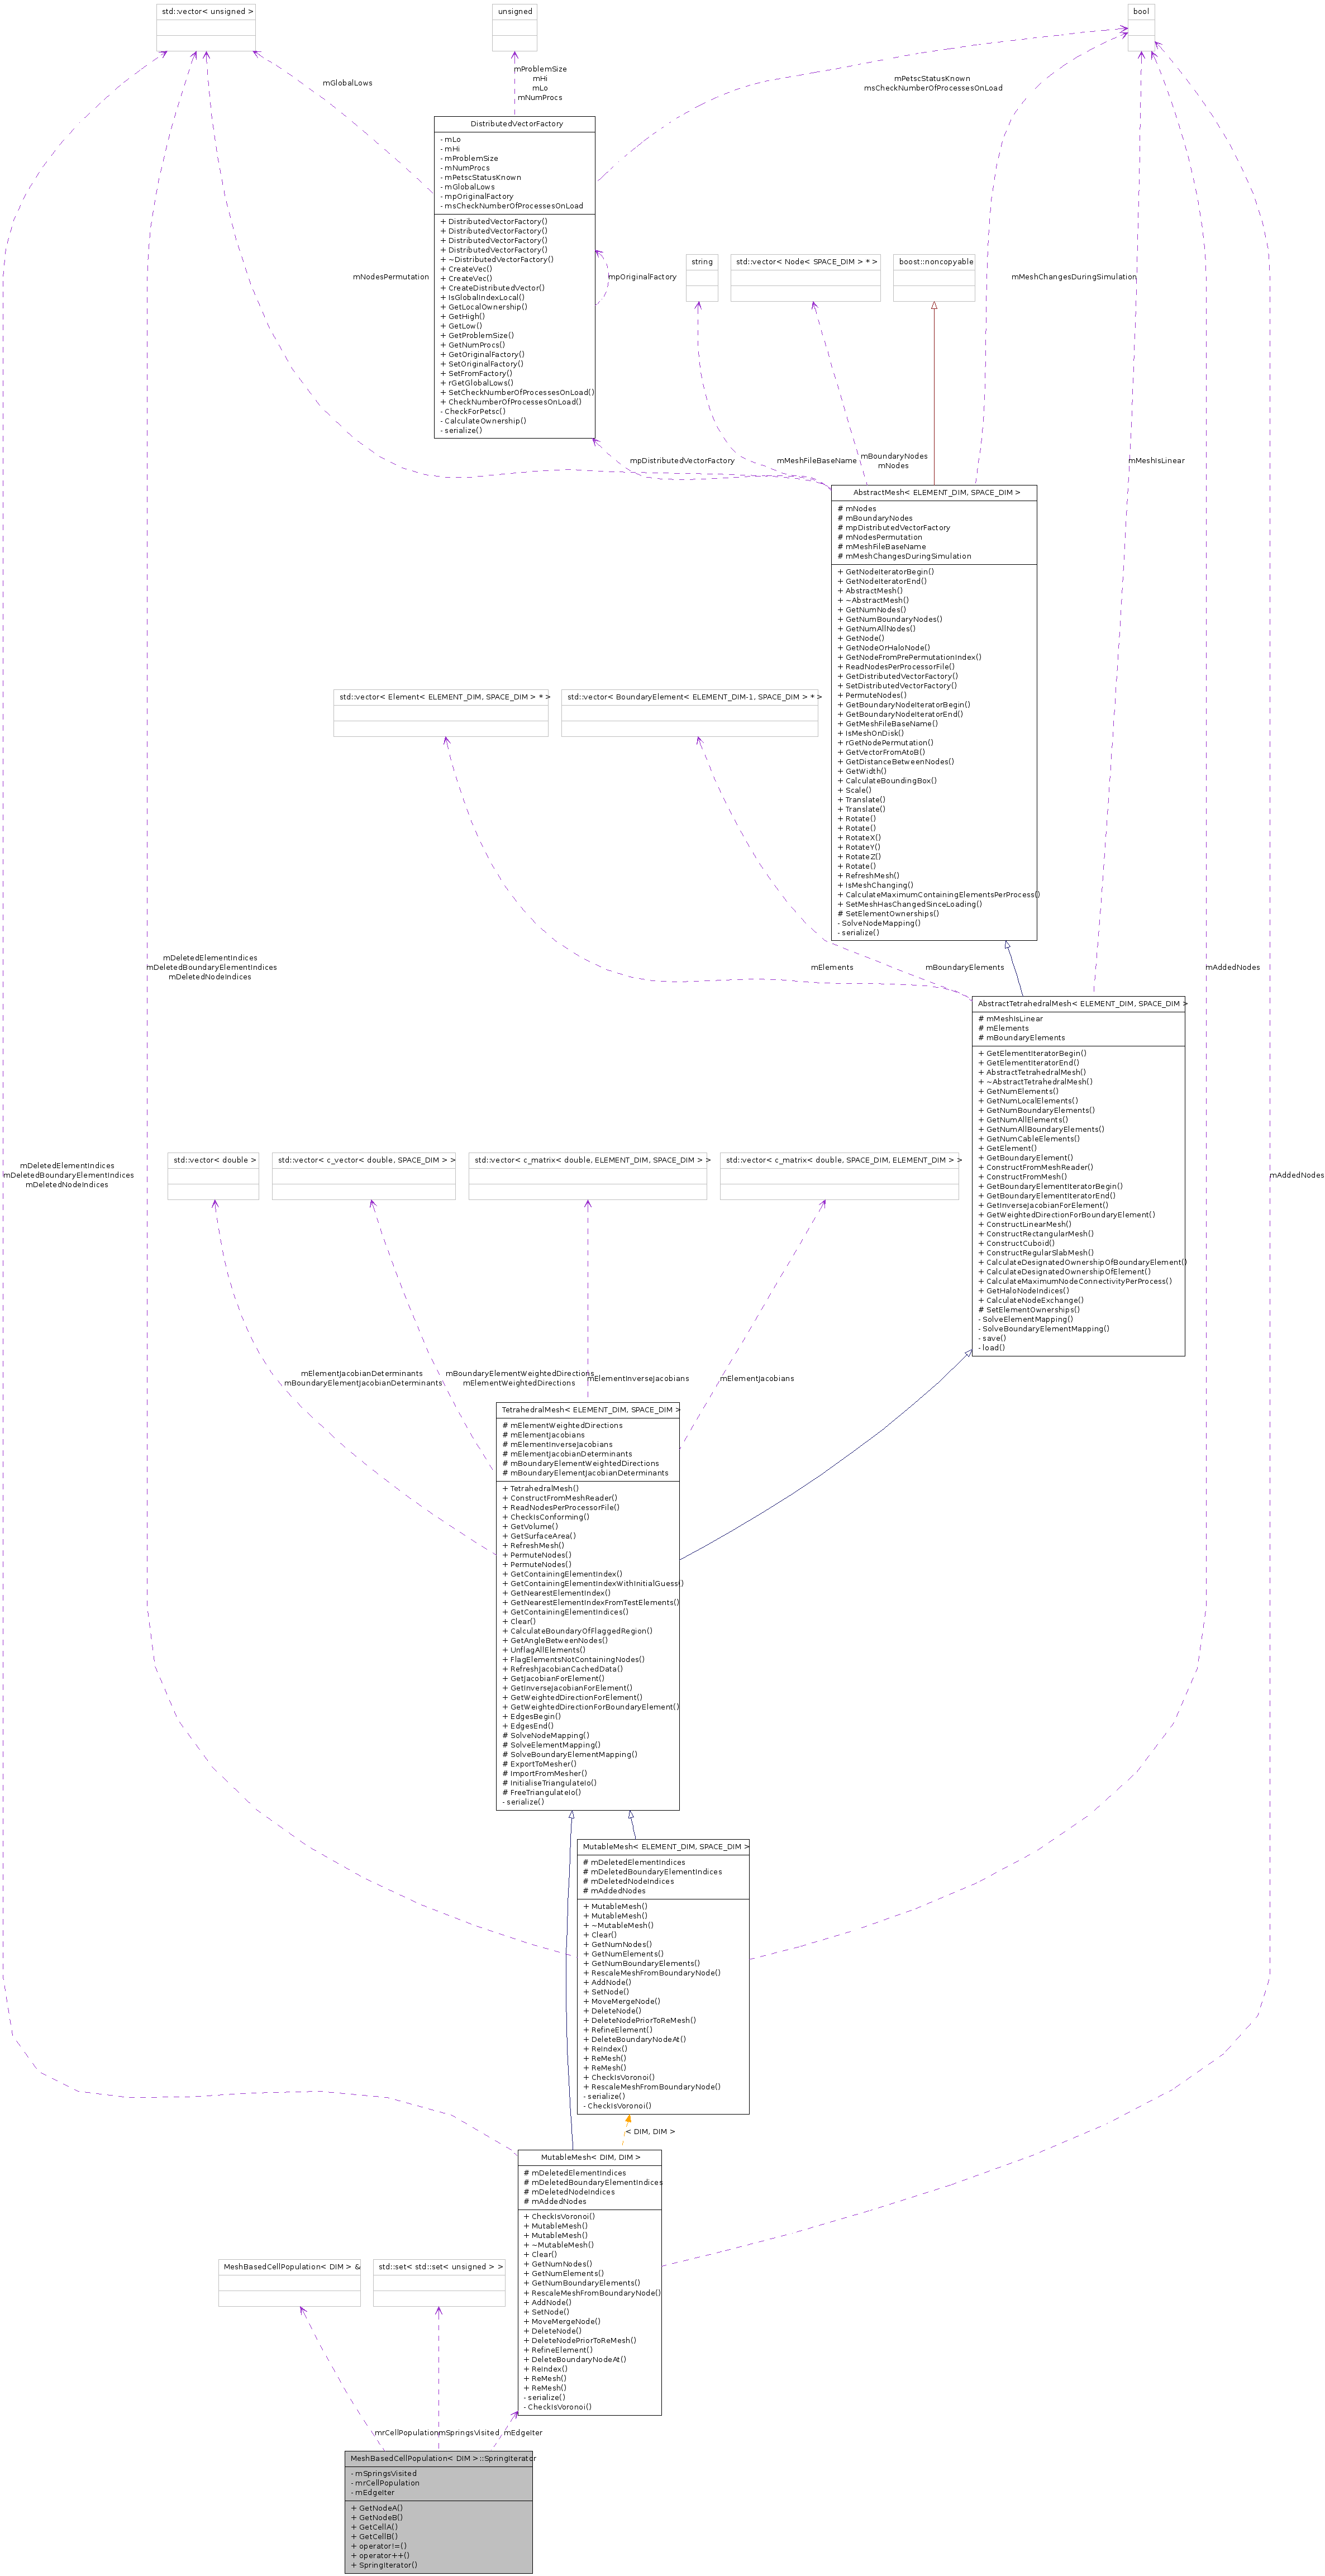 std::vector< unsigned >
unsigned
bool
mGlobalLows
mProblemSize
mHi
mLo
mNumProcs
mPetscStatusKnown
msCheckNumberOfProcessesOnLoad
DistributedVectorFactory
- mLo
- mHi
- mProblemSize
- mNumProcs
- mPetscStatusKnown
- mGlobalLows
- mpOriginalFactory
- msCheckNumberOfProcessesOnLoad
+ DistributedVectorFactory()
+ DistributedVectorFactory()
+ DistributedVectorFactory()
+ DistributedVectorFactory()
+ ~DistributedVectorFactory()
+ CreateVec()
+ CreateVec()
+ CreateDistributedVector()
+ IsGlobalIndexLocal()
+ GetLocalOwnership()
+ GetHigh()
+ GetLow()
+ GetProblemSize()
+ GetNumProcs()
+ GetOriginalFactory()
+ SetOriginalFactory()
+ SetFromFactory()
+ rGetGlobalLows()
+ SetCheckNumberOfProcessesOnLoad()
+ CheckNumberOfProcessesOnLoad()
- CheckForPetsc()
- CalculateOwnership()
- serialize()
mNodesPermutation
mpOriginalFactory
string
std::vector< Node< SPACE_DIM > * >
boost::noncopyable
mMeshChangesDuringSimulation
mpDistributedVectorFactory
mMeshFileBaseName
mBoundaryNodes
mNodes
mMeshIsLinear
AbstractMesh< ELEMENT_DIM, SPACE_DIM >
# mNodes
# mBoundaryNodes
# mpDistributedVectorFactory
# mNodesPermutation
# mMeshFileBaseName
# mMeshChangesDuringSimulation
+ GetNodeIteratorBegin()
+ GetNodeIteratorEnd()
+ AbstractMesh()
+ ~AbstractMesh()
+ GetNumNodes()
+ GetNumBoundaryNodes()
+ GetNumAllNodes()
+ GetNode()
+ GetNodeOrHaloNode()
+ GetNodeFromPrePermutationIndex()
+ ReadNodesPerProcessorFile()
+ GetDistributedVectorFactory()
+ SetDistributedVectorFactory()
+ PermuteNodes()
+ GetBoundaryNodeIteratorBegin()
+ GetBoundaryNodeIteratorEnd()
+ GetMeshFileBaseName()
+ IsMeshOnDisk()
+ rGetNodePermutation()
+ GetVectorFromAtoB()
+ GetDistanceBetweenNodes()
+ GetWidth()
+ CalculateBoundingBox()
+ Scale()
+ Translate()
+ Translate()
+ Rotate()
+ Rotate()
+ RotateX()
+ RotateY()
+ RotateZ()
+ Rotate()
+ RefreshMesh()
+ IsMeshChanging()
+ CalculateMaximumContainingElementsPerProcess()
+ SetMeshHasChangedSinceLoading()
# SetElementOwnerships()
- SolveNodeMapping()
- serialize()
std::vector< Element< ELEMENT_DIM, SPACE_DIM > * >
std::vector< BoundaryElement< ELEMENT_DIM-1, SPACE_DIM > * >
mDeletedElementIndices
mDeletedBoundaryElementIndices
mDeletedNodeIndices
mElements
mBoundaryElements
mAddedNodes
AbstractTetrahedralMesh< ELEMENT_DIM, SPACE_DIM >
# mMeshIsLinear
# mElements
# mBoundaryElements
+ GetElementIteratorBegin()
+ GetElementIteratorEnd()
+ AbstractTetrahedralMesh()
+ ~AbstractTetrahedralMesh()
+ GetNumElements()
+ GetNumLocalElements()
+ GetNumBoundaryElements()
+ GetNumAllElements()
+ GetNumAllBoundaryElements()
+ GetNumCableElements()
+ GetElement()
+ GetBoundaryElement()
+ ConstructFromMeshReader()
+ ConstructFromMesh()
+ GetBoundaryElementIteratorBegin()
+ GetBoundaryElementIteratorEnd()
+ GetInverseJacobianForElement()
+ GetWeightedDirectionForBoundaryElement()
+ ConstructLinearMesh()
+ ConstructRectangularMesh()
+ ConstructCuboid()
+ ConstructRegularSlabMesh()
+ CalculateDesignatedOwnershipOfBoundaryElement()
+ CalculateDesignatedOwnershipOfElement()
+ CalculateMaximumNodeConnectivityPerProcess()
+ GetHaloNodeIndices()
+ CalculateNodeExchange()
# SetElementOwnerships()
- SolveElementMapping()
- SolveBoundaryElementMapping()
- save()
- load()
mDeletedElementIndices
mDeletedBoundaryElementIndices
mDeletedNodeIndices
std::vector< double >
std::vector< c_vector< double, SPACE_DIM > >
std::vector< c_matrix< double, ELEMENT_DIM, SPACE_DIM > >
std::vector< c_matrix< double, SPACE_DIM, ELEMENT_DIM > >
mAddedNodes
mElementJacobianDeterminants
mBoundaryElementJacobianDeterminants
mBoundaryElementWeightedDirections
mElementWeightedDirections
mElementInverseJacobians
mElementJacobians
TetrahedralMesh< ELEMENT_DIM, SPACE_DIM >
# mElementWeightedDirections
# mElementJacobians
# mElementInverseJacobians
# mElementJacobianDeterminants
# mBoundaryElementWeightedDirections
# mBoundaryElementJacobianDeterminants
+ TetrahedralMesh()
+ ConstructFromMeshReader()
+ ReadNodesPerProcessorFile()
+ CheckIsConforming()
+ GetVolume()
+ GetSurfaceArea()
+ RefreshMesh()
+ PermuteNodes()
+ PermuteNodes()
+ GetContainingElementIndex()
+ GetContainingElementIndexWithInitialGuess()
+ GetNearestElementIndex()
+ GetNearestElementIndexFromTestElements()
+ GetContainingElementIndices()
+ Clear()
+ CalculateBoundaryOfFlaggedRegion()
+ GetAngleBetweenNodes()
+ UnflagAllElements()
+ FlagElementsNotContainingNodes()
+ RefreshJacobianCachedData()
+ GetJacobianForElement()
+ GetInverseJacobianForElement()
+ GetWeightedDirectionForElement()
+ GetWeightedDirectionForBoundaryElement()
+ EdgesBegin()
+ EdgesEnd()
# SolveNodeMapping()
# SolveElementMapping()
# SolveBoundaryElementMapping()
# ExportToMesher()
# ImportFromMesher()
# InitialiseTriangulateIo()
# FreeTriangulateIo()
- serialize()
MutableMesh< ELEMENT_DIM, SPACE_DIM >
# mDeletedElementIndices
# mDeletedBoundaryElementIndices
# mDeletedNodeIndices
# mAddedNodes
+ MutableMesh()
+ MutableMesh()
+ ~MutableMesh()
+ Clear()
+ GetNumNodes()
+ GetNumElements()
+ GetNumBoundaryElements()
+ RescaleMeshFromBoundaryNode()
+ AddNode()
+ SetNode()
+ MoveMergeNode()
+ DeleteNode()
+ DeleteNodePriorToReMesh()
+ RefineElement()
+ DeleteBoundaryNodeAt()
+ ReIndex()
+ ReMesh()
+ ReMesh()
+ CheckIsVoronoi()
+ RescaleMeshFromBoundaryNode()
- serialize()
- CheckIsVoronoi()
< DIM, DIM >
MutableMesh< DIM, DIM >
# mDeletedElementIndices
# mDeletedBoundaryElementIndices
# mDeletedNodeIndices
# mAddedNodes
+ CheckIsVoronoi()
+ MutableMesh()
+ MutableMesh()
+ ~MutableMesh()
+ Clear()
+ GetNumNodes()
+ GetNumElements()
+ GetNumBoundaryElements()
+ RescaleMeshFromBoundaryNode()
+ AddNode()
+ SetNode()
+ MoveMergeNode()
+ DeleteNode()
+ DeleteNodePriorToReMesh()
+ RefineElement()
+ DeleteBoundaryNodeAt()
+ ReIndex()
+ ReMesh()
+ ReMesh()
- serialize()
- CheckIsVoronoi()
MeshBasedCellPopulation< DIM > &
std::set< std::set< unsigned > >
mrCellPopulation
mSpringsVisited
mEdgeIter
MeshBasedCellPopulation< DIM >::SpringIterator
- mSpringsVisited
- mrCellPopulation
- mEdgeIter
+ GetNodeA()
+ GetNodeB()
+ GetCellA()
+ GetCellB()
+ operator!=()
+ operator++()
+ SpringIterator()